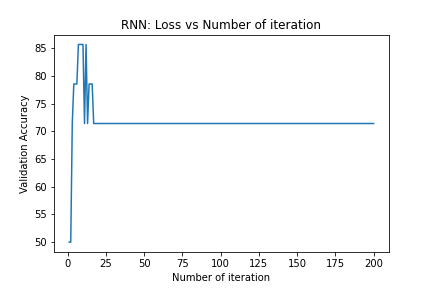 RNN: Loss vs Number of iteration
85
80
75
70
65
60
55
50
Validation Accuracy
0 25 50 75 100 125 150 175 200
Number of iteration